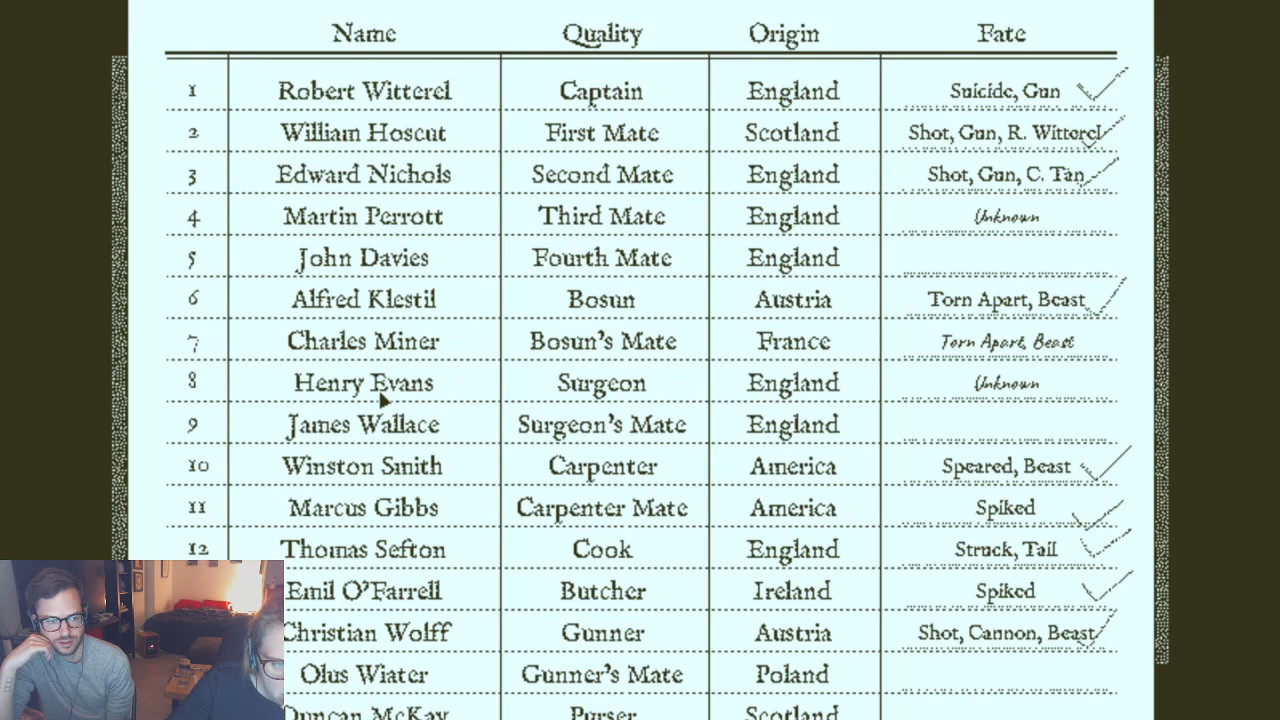 Name Quality Origin Fate
1 Robert Witterel Captain England Suicide, Gun
2 William Hoscut First Mate Scotland Shot, Gun, R. Witterel
3 Edward Nichols Second Mate England Shot, Gun, C. Tan
4 Martin Perrott Third Mate England Unknown
5 John Davies Fourth Mate England
6 Alfred Klestil Bosun Austria Torn Apart, Beast
7 Charles Miner Bosun's Mate France Torn Apart, Beast
8 Henry Evans Surgeon England Unknown
9 James Wallace Surgeon's Mate England
10 Winston Smith Carpenter America Speared, Beast
11 Marcus Gibbs Carpenter Mate America Spiked
12 Thomas Sefton Cook England Struck, Tail
Emil O'Farrell Butcher Ireland Spiked
Christian Wolff Gunner Austria Shot, Cannon, Beast
Olus Wiater Gunner's Mate Poland
Duncan McKay Purser Scotland